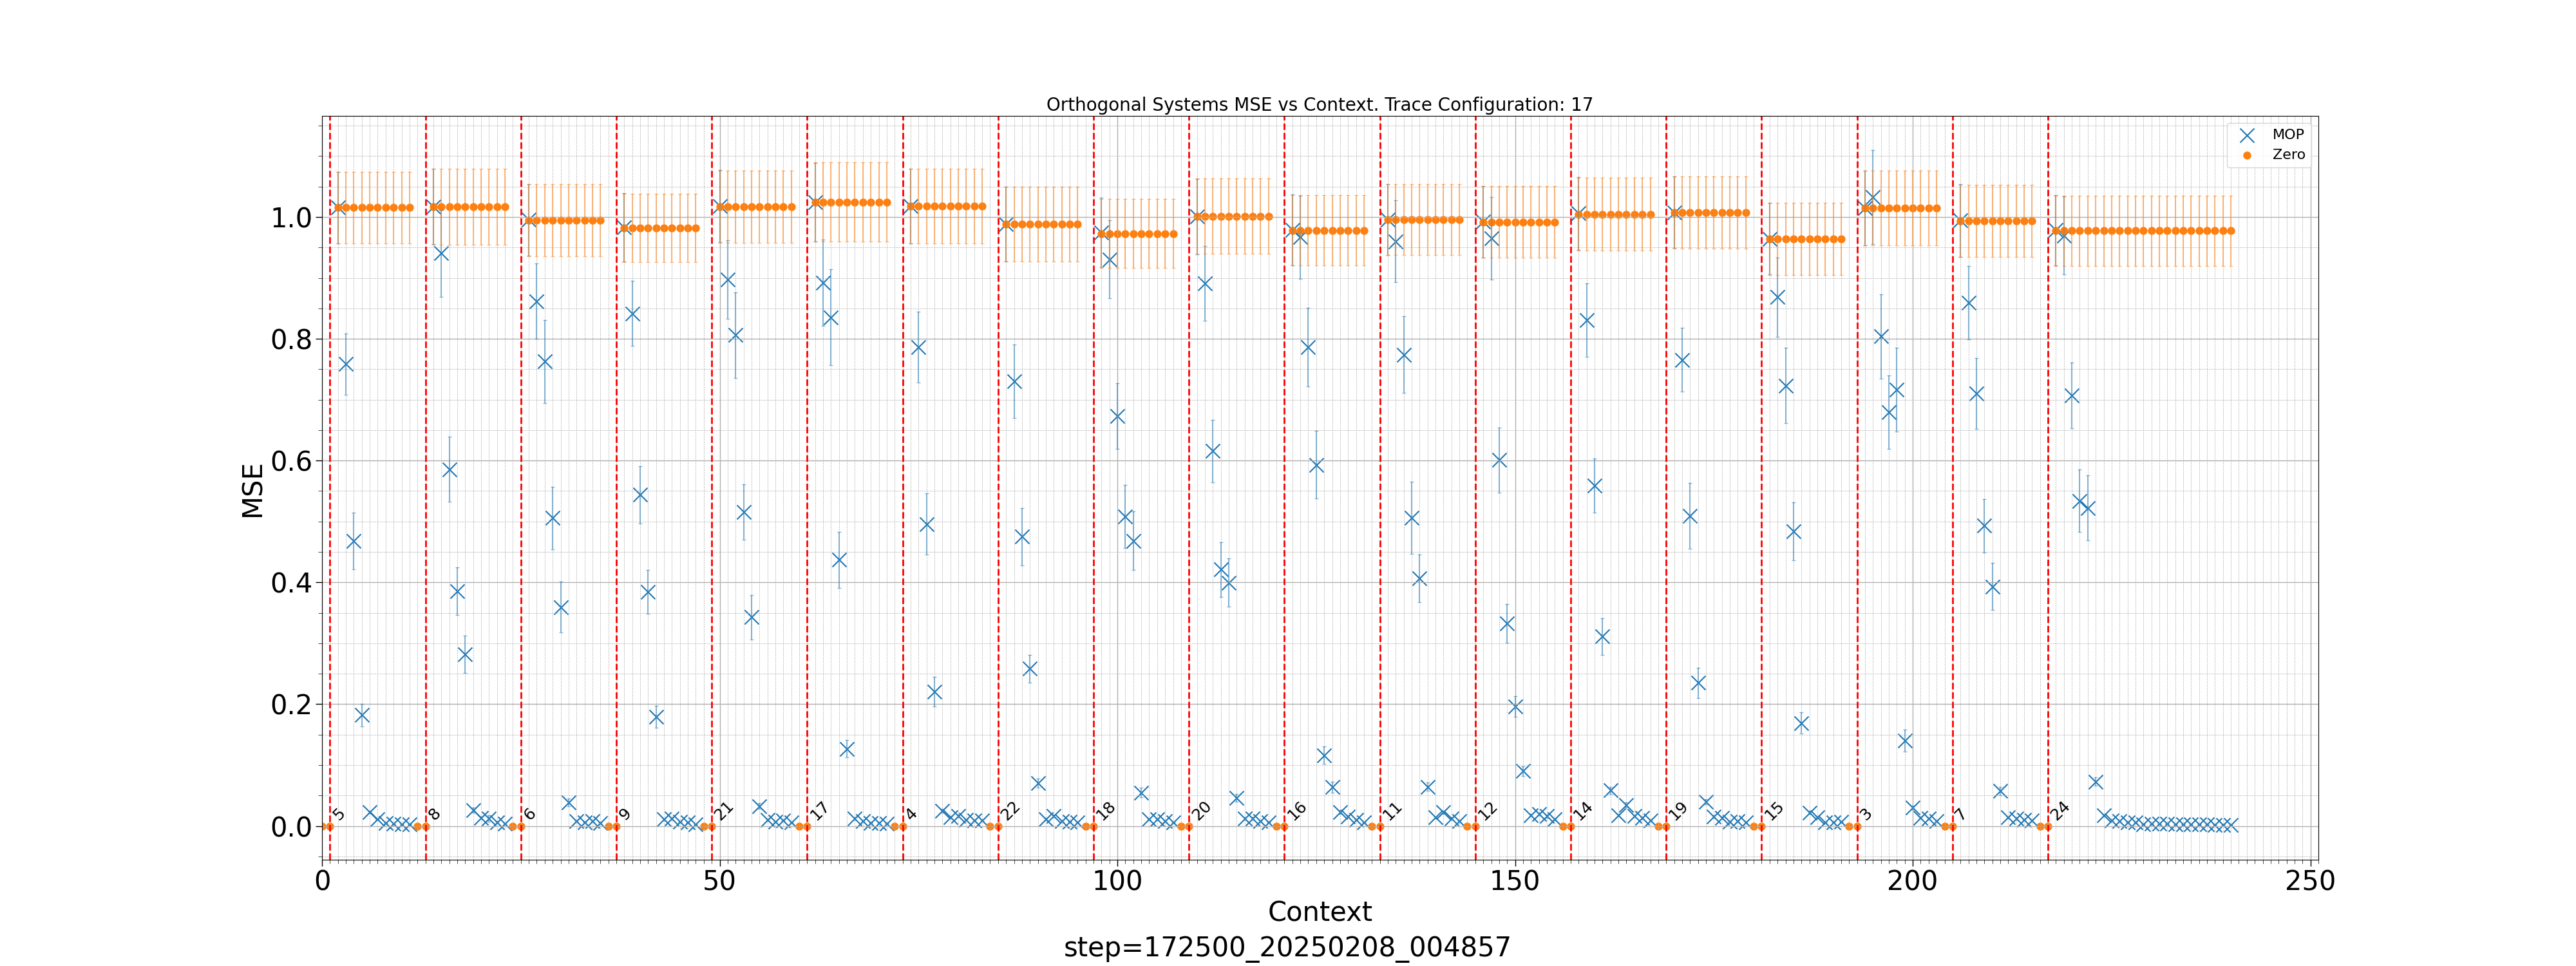 Orthogonal Systems MSE vs Context. Trace Configuration: 17
MOP
Zero
MSE
1.0
0.8
0.6
0.4
0.2
0.0
5 8 6 9 21 17 4 22 18 20 16 11 12 14 19 15 3 7 24
0 50 100 150 200 250
Context
step=172500_20250208_004857